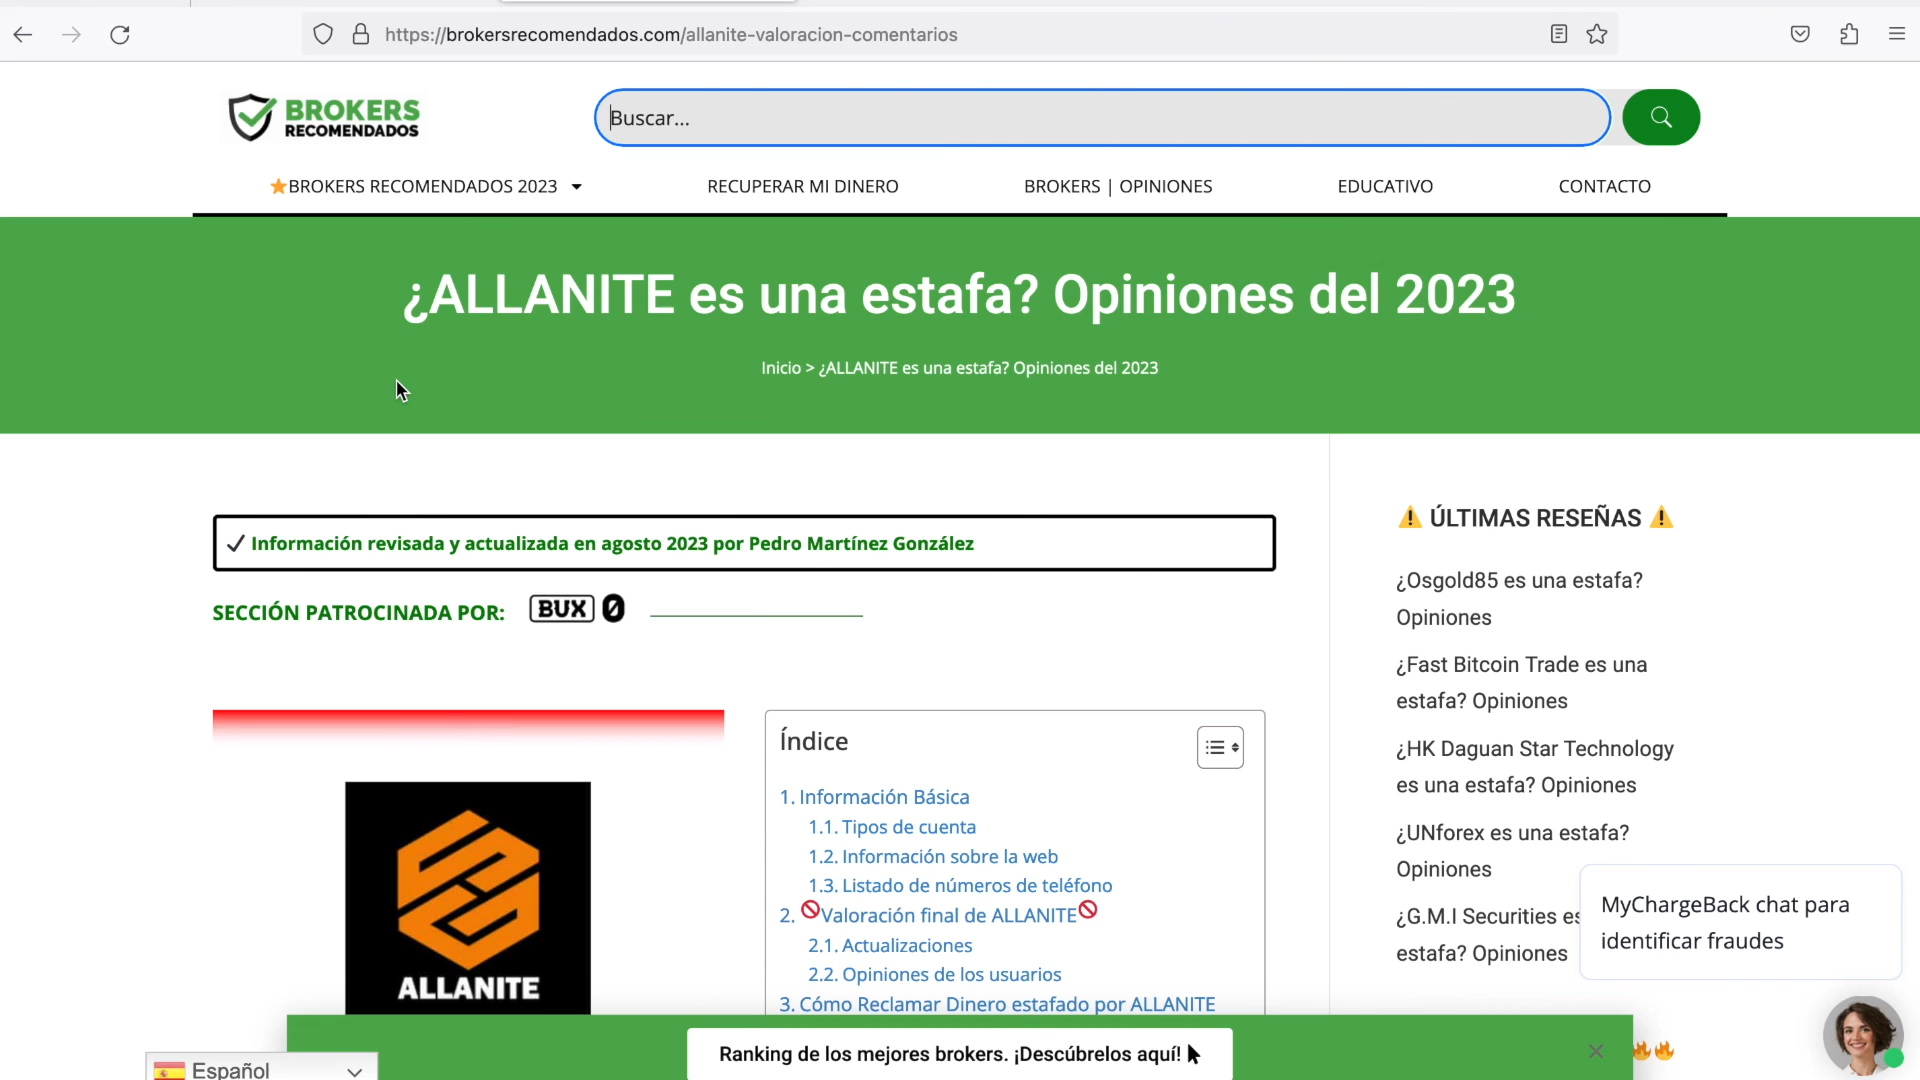 https://brokersrecomendados.com/allanite-valoracion-comentarios
BROKERS
RECOMENDADOS
Buscar...
BROKERS RECOMENDADOS 2023
RECUPERAR MI DINERO
BROKERS | OPINIONES
EDUCATIVO
CONTACTO
¿ALLANITE es una estafa? Opiniones del 2023
Inicio > ¿ALLANITE es una estafa? Opiniones del 2023
✓ Información revisada y actualizada en agosto 2023 por Pedro Martínez González
SECCIÓN PATROCINADA POR: BUX 0
ALLANITE
Índice
1. Información Básica
1.1. Tipos de cuenta
1.2. Información sobre la web
1.3. Listado de números de teléfono
2. 🚫Valoración final de ALLANITE🚫
2.1. Actualizaciones
2.2. Opiniones de los usuarios
3. Cómo Reclamar Dinero estafado por ALLANITE
⚠️ ÚLTIMAS RESEÑAS ⚠️
¿Osgold85 es una estafa?
Opiniones
¿Fast Bitcoin Trade es una
estafa? Opiniones
¿HK Daguan Star Technology
es una estafa? Opiniones
¿UNforex es una estafa?
Opiniones
¿G.M.I Securities es
estafa? Opiniones
MyChargeBack chat para
identificar fraudes
Ranking de los mejores brokers. ¡Descúbrelos aquí!
Español